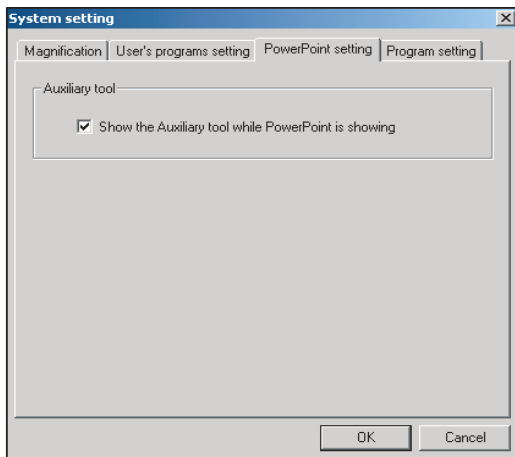 System setting
Magnification User's programs setting PowerPoint setting Program setting
Auxiliary tool
Show the Auxiliary tool while PowerPoint is showing
OK Cancel